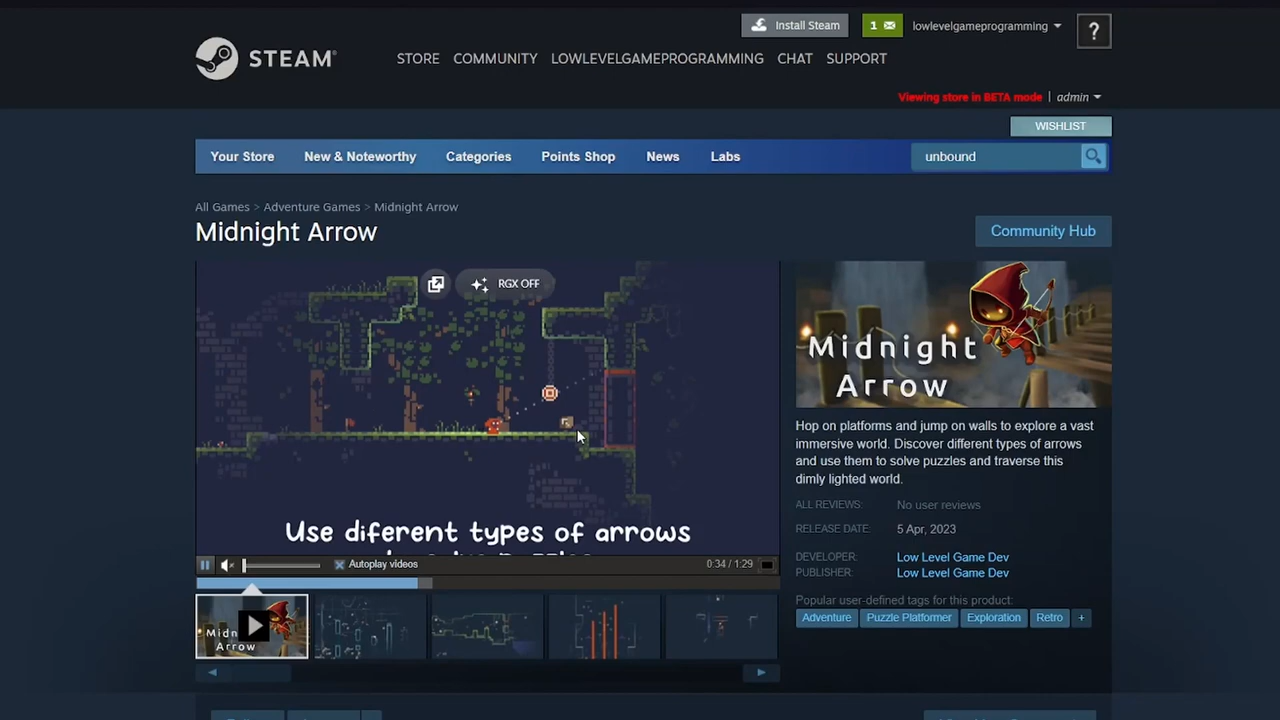 Install Steam
1
lowlevelgameprogramming
?
STEAM®
STORE COMMUNITY LOWLEVELGAMEPROGRAMMING CHAT SUPPORT
Viewing store in BETA mode | admin
WISHLIST
Your Store New & Noteworthy Categories Points Shop News Labs
unbound
All Games > Adventure Games > Midnight Arrow
Midnight Arrow
Community Hub
RGX OFF
Use diferent types of arrows
Midnight
Arrow
Hop on platforms and jump on walls to explore a vast
immersive world. Discover different types of arrows
and use them to solve puzzles and traverse this
dimly lighted world.
ALL REVIEWS: No user reviews
RELEASE DATE: 5 Apr, 2023
DEVELOPER: Low Level Game Dev
PUBLISHER: Low Level Game Dev
Popular user-defined tags for this product:
Adventure Puzzle Platformer Exploration Retro +
Autoplay videos
0:34 / 1:29
Arrow